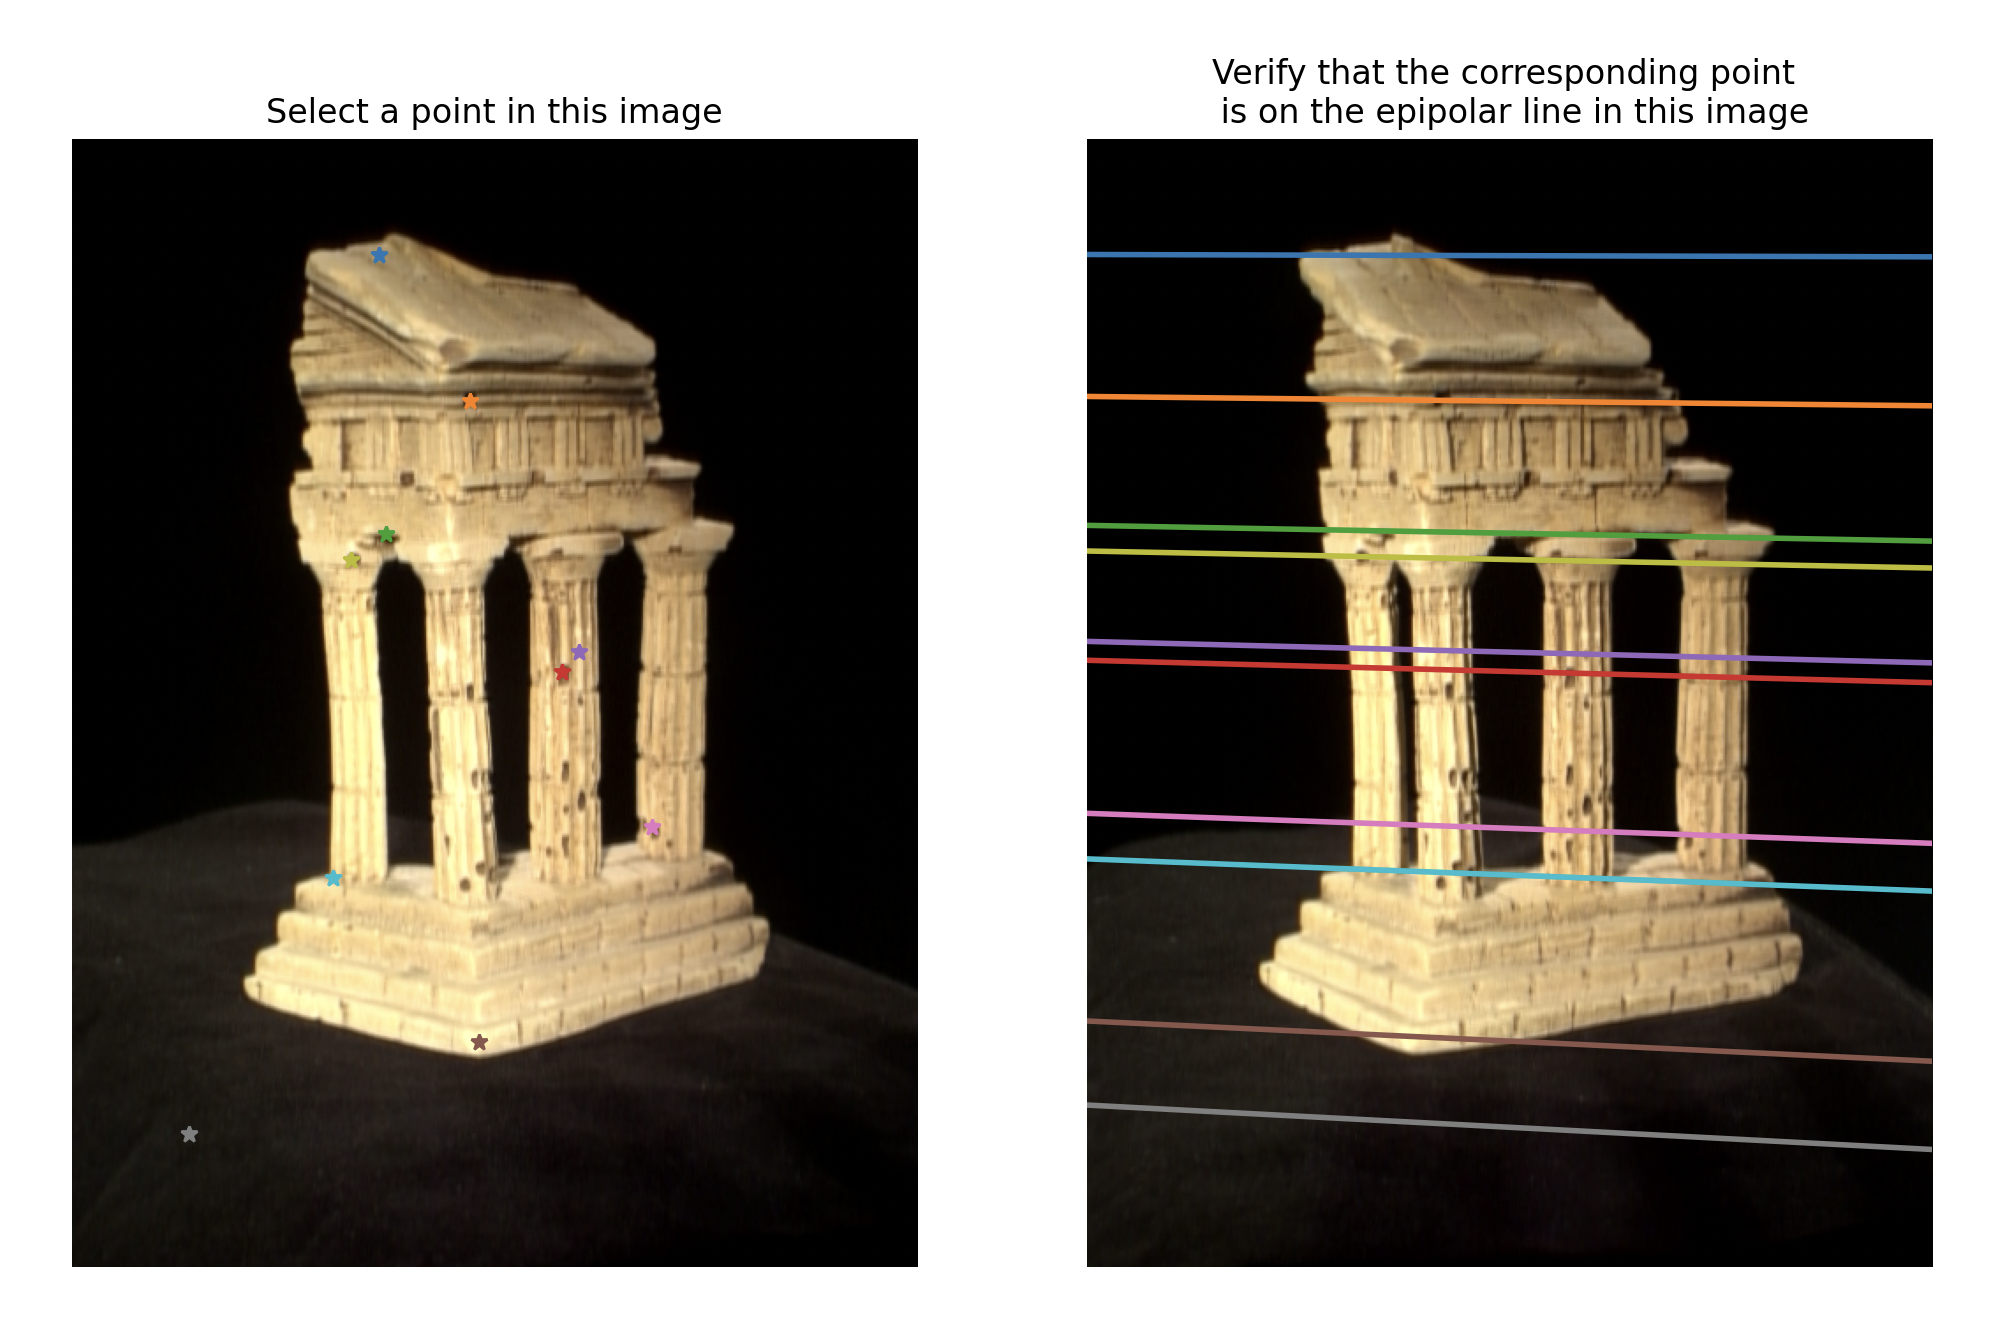 Select a point in this image
Verify that the corresponding point
is on the epipolar line in this image